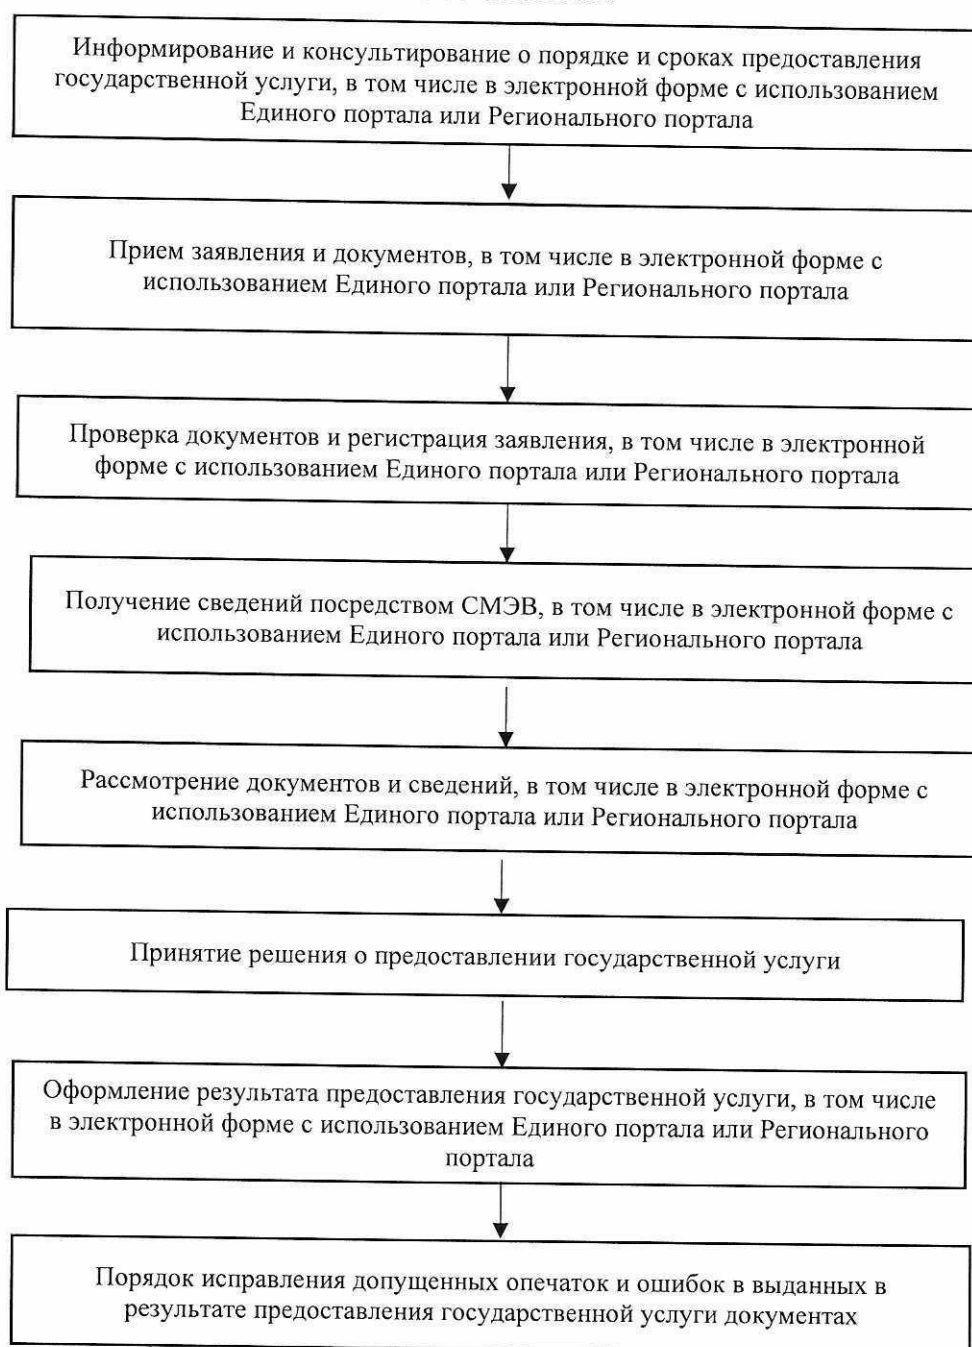 Информирование и консультирование о порядке и сроках предоставления
государственной услуги, в том числе в электронной форме с использованием
Единого портала или Регионального портала
Прием заявления и документов, в том числе в электронной форме с
использованием Единого портала или Регионального портала
Проверка документов и регистрация заявления, в том числе в электронной
форме с использованием Единого портала или Регионального портала
Получение сведений посредством СМЭВ, в том числе в электронной форме с
использованием Единого портала или Регионального портала
Рассмотрение документов и сведений, в том числе в электронной форме с
использованием Единого портала или Регионального портала
Принятие решения о предоставлении государственной услуги
Оформление результата предоставления государственной услуги, в том числе
в электронной форме с использованием Единого портала или Регионального
портала
Порядок исправления допущенных опечаток и ошибок в выданных в
результате предоставления государственной услуги документах